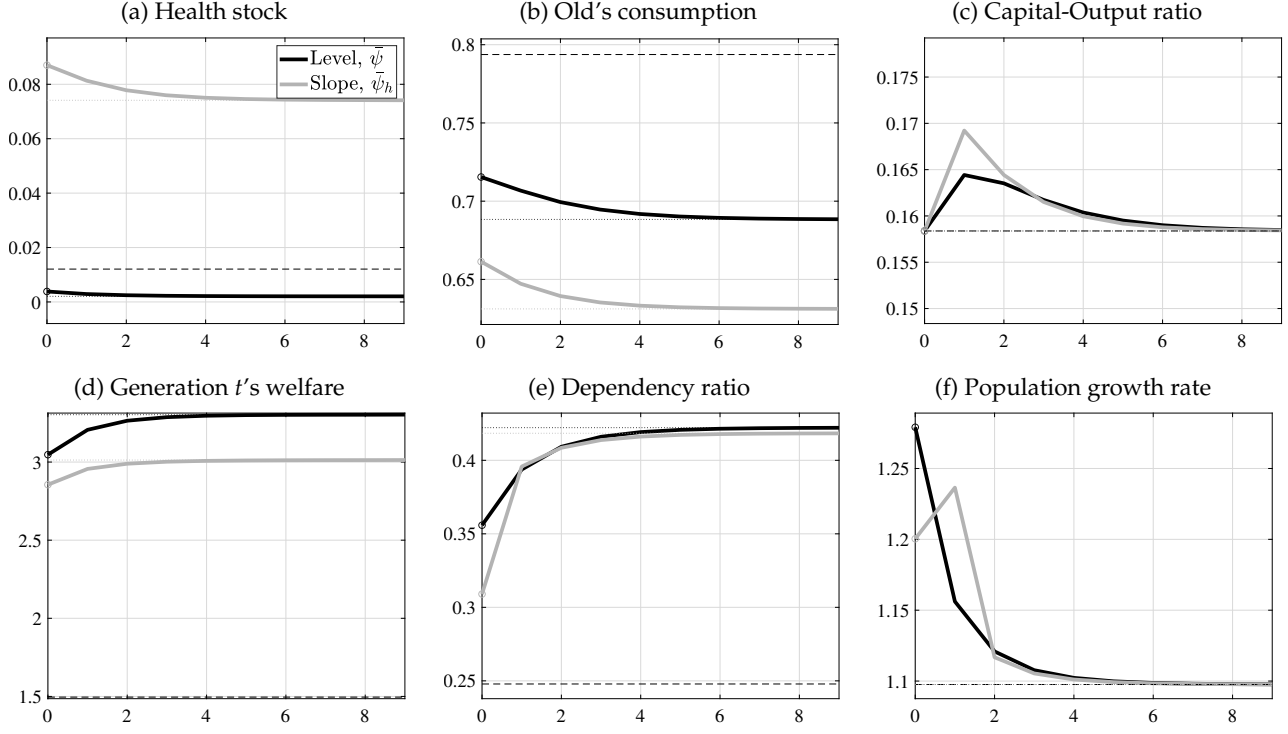 (a) Health stock
(b) Old's consumption
(c) Capital-Output ratio
0.08
0.06
0.04
0.02
0
0 2 4 6 8
Level, ψ̄
Slope, ψ̄_h
0.8
0.75
0.7
0.65
0 2 4 6 8
0.175
0.17
0.165
0.16
0.155
0.15
0 2 4 6 8
(d) Generation t's welfare
(e) Dependency ratio
(f) Population growth rate
3
2.5
2
1.5
0 2 4 6 8
0.4
0.35
0.3
0.25
0 2 4 6 8
1.25
1.2
1.15
1.1
0 2 4 6 8